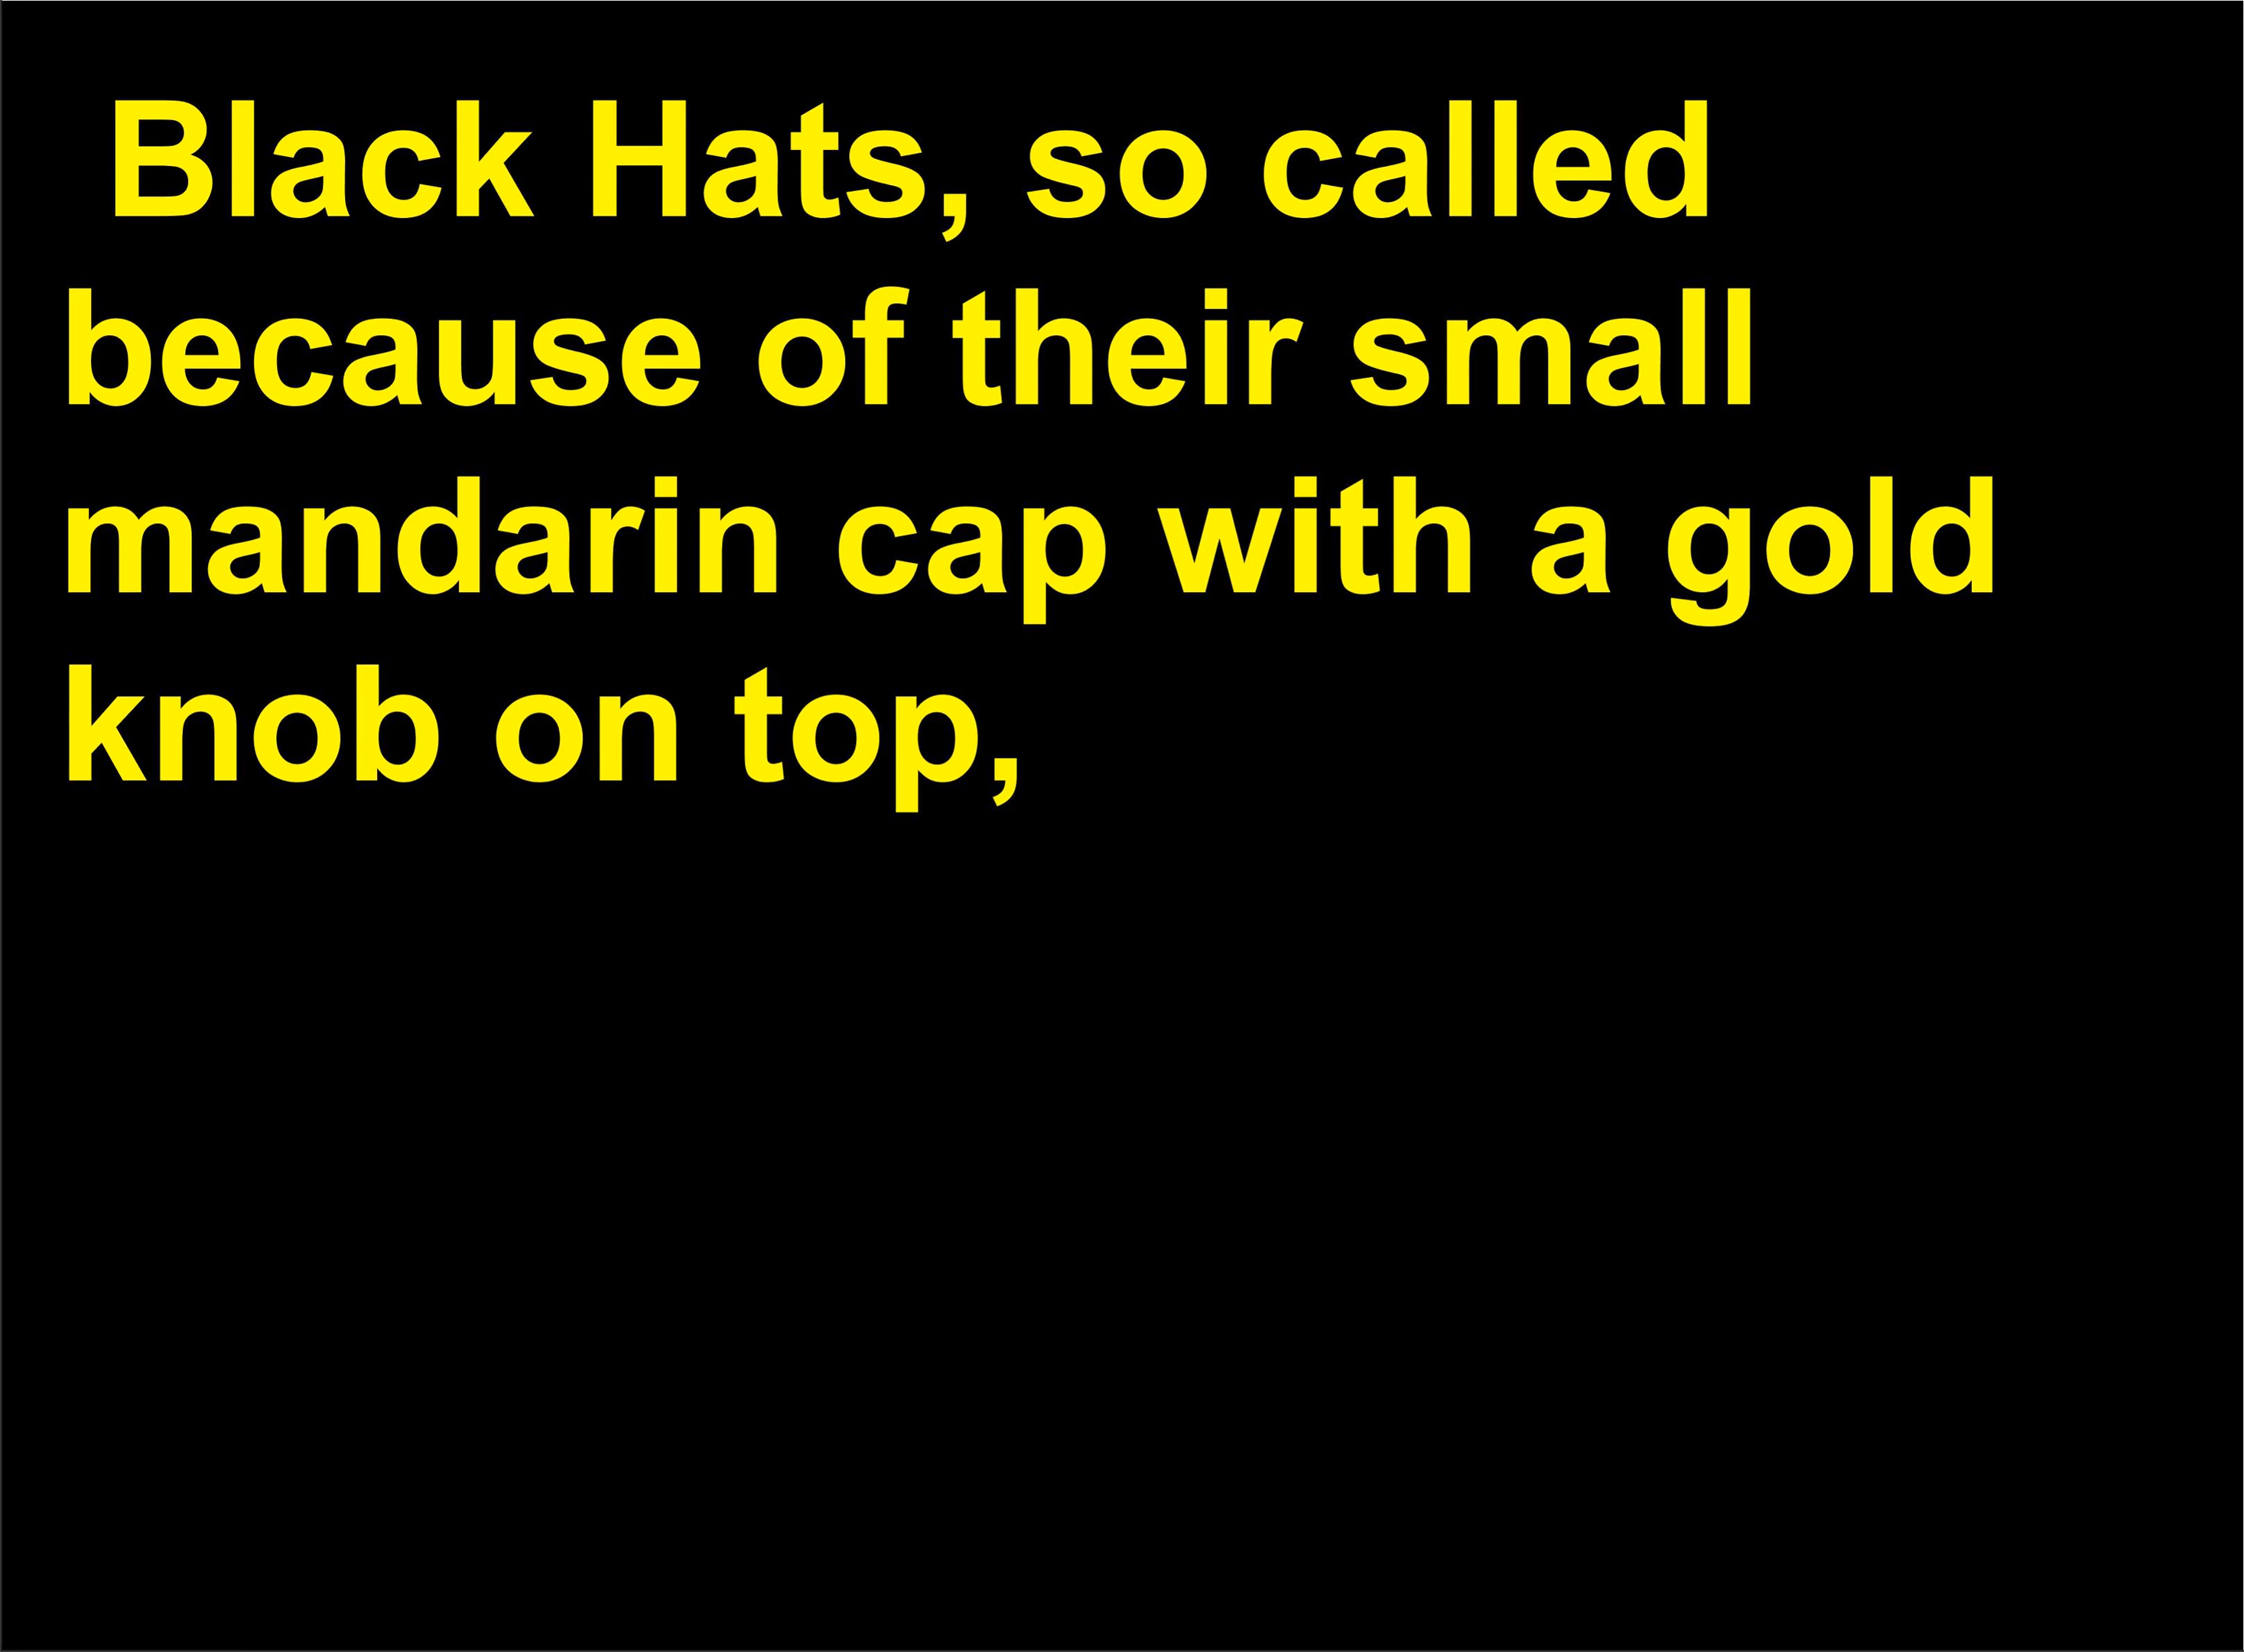 Black Hats, so called
because of their small
mandarin cap with a gold
knob on top,